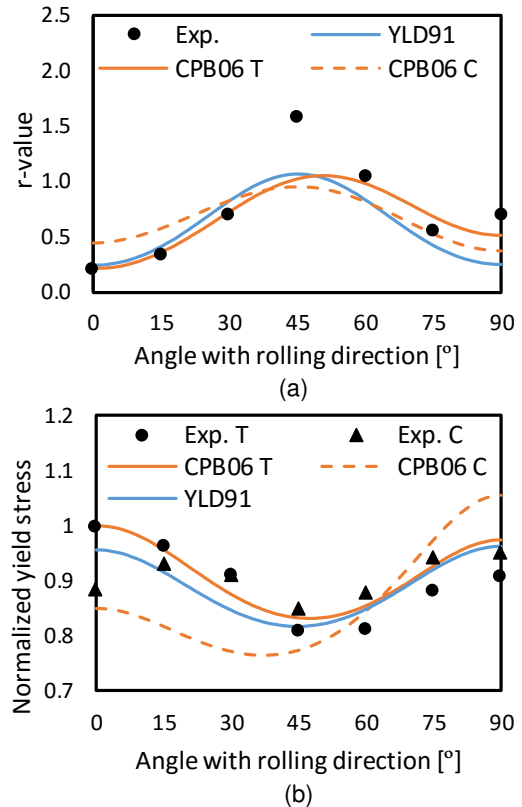 Exp. YLD91
CPB06 T CPB06 C
r-value
2.5
2.0
1.5
1.0
0.5
0.0
0 15 30 45 60 75 90
Angle with rolling direction [°]
(a)
Exp. T Exp. C
CPB06 T CPB06 C
YLD91
Normalized yield stress
1.2
1.1
1
0.9
0.8
0.7
0 15 30 45 60 75 90
Angle with rolling direction [°]
(b)